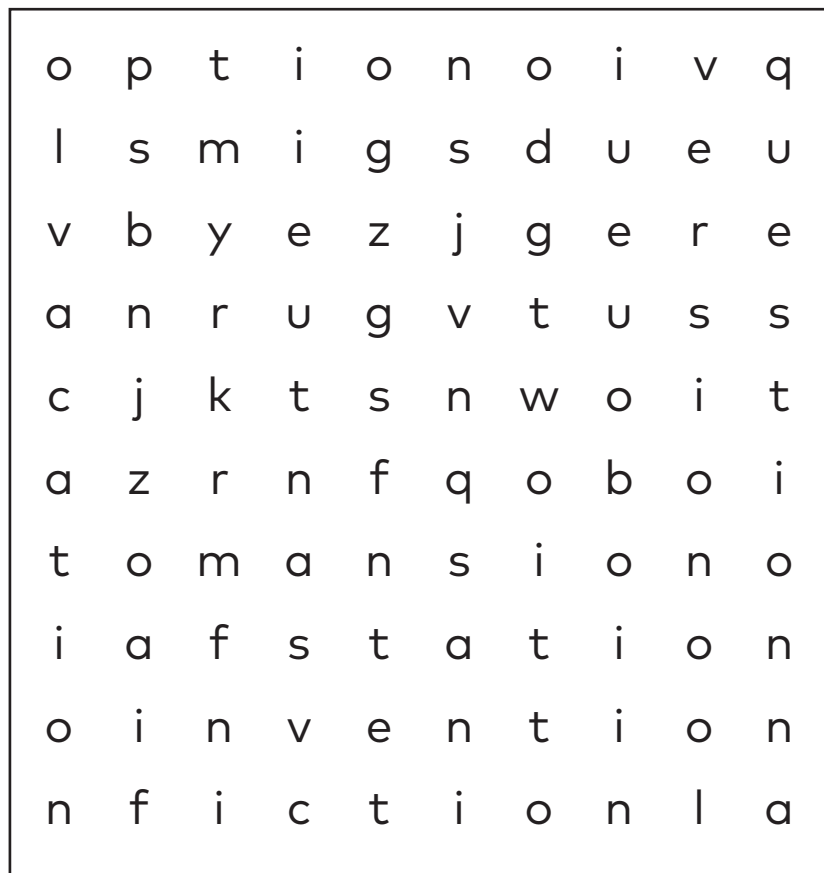 o p t i o n o i v q
l s m i g s d u e u
v b y e z j g e r e
a n r u g v t u s s
c j k t s n w o i t
a z r n f q o b o i
t o m a n s i o n o
i a f s t a t i o n
o i n v e n t i o n
n f i c t i o n l a